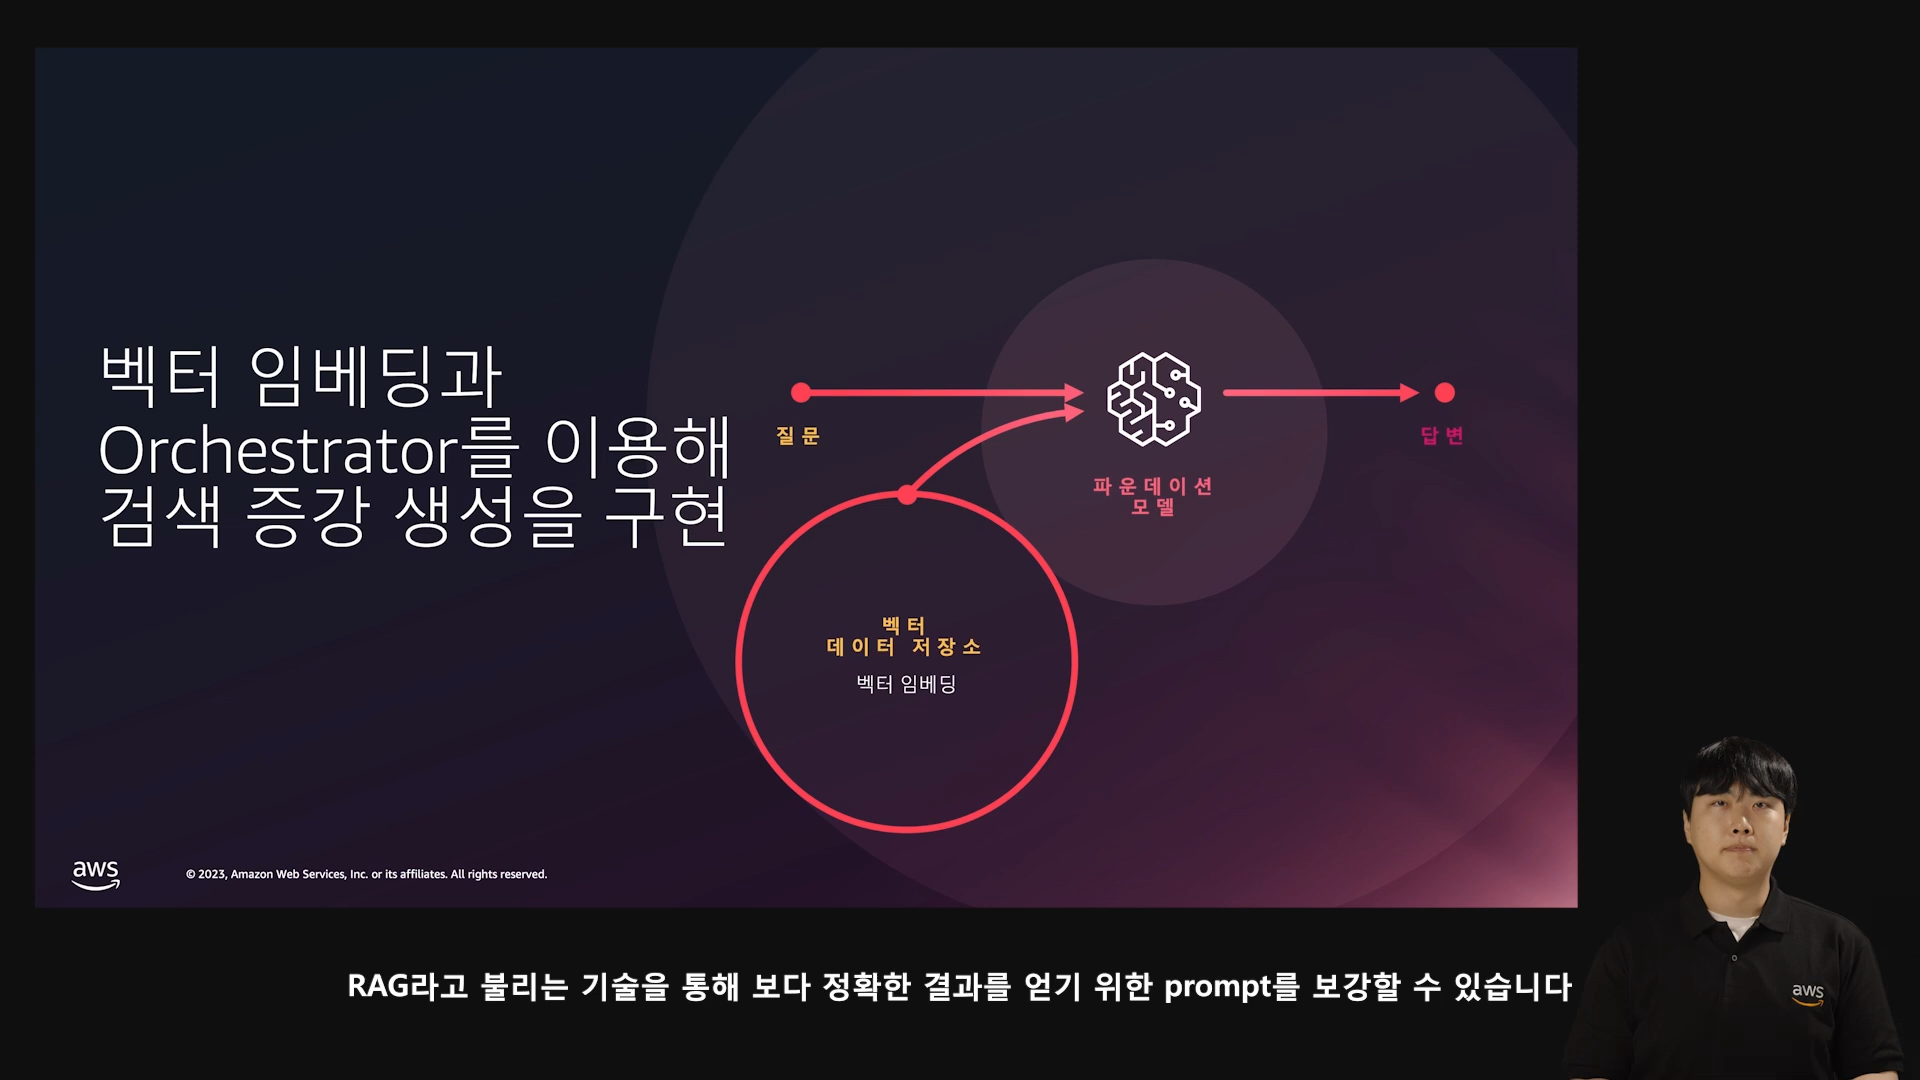 벡터 임베딩과
Orchestrator를 이용해
검색 증강 생성을 구현
질문
파운데이션
모델
답변
벡터
데이터 저장소
벡터 임베딩
aws
© 2023, Amazon Web Services, Inc. or its affiliates. All rights reserved.
RAG라고 불리는 기술을 통해 보다 정확한 결과를 얻기 위한 prompt를 보강할 수 있습니다
aws